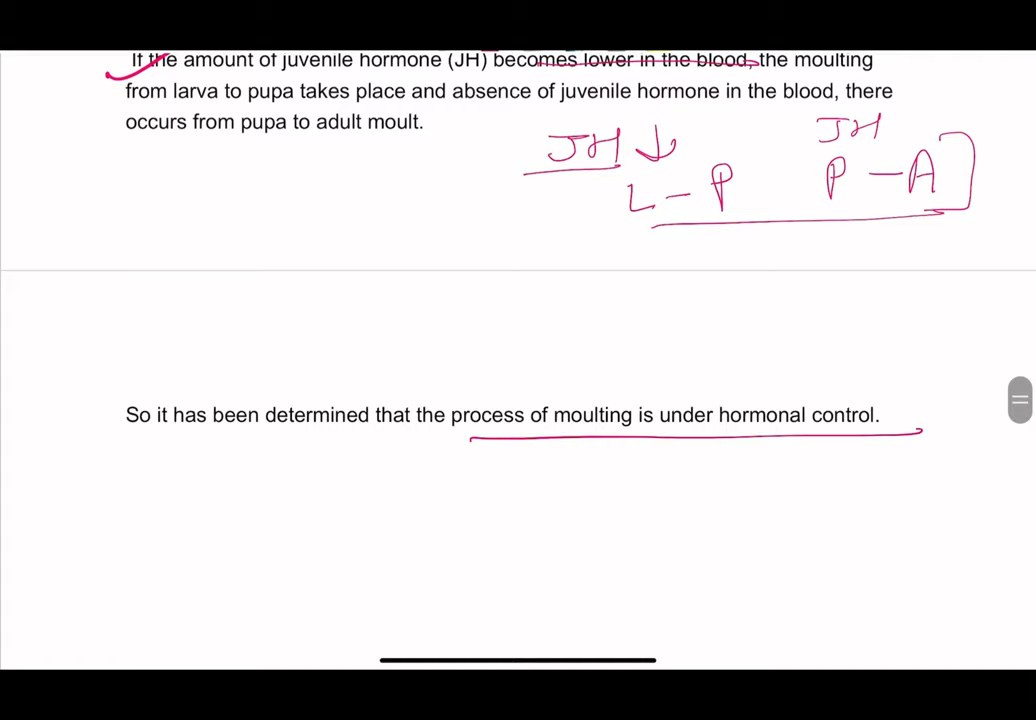 If the amount of juvenile hormone (JH) becomes lower in the blood, the moulting
from larva to pupa takes place and absence of juvenile hormone in the blood, there
occurs from pupa to adult moult.
JH ↓ JH
L - P P - A
So it has been determined that the process of moulting is under hormonal control.